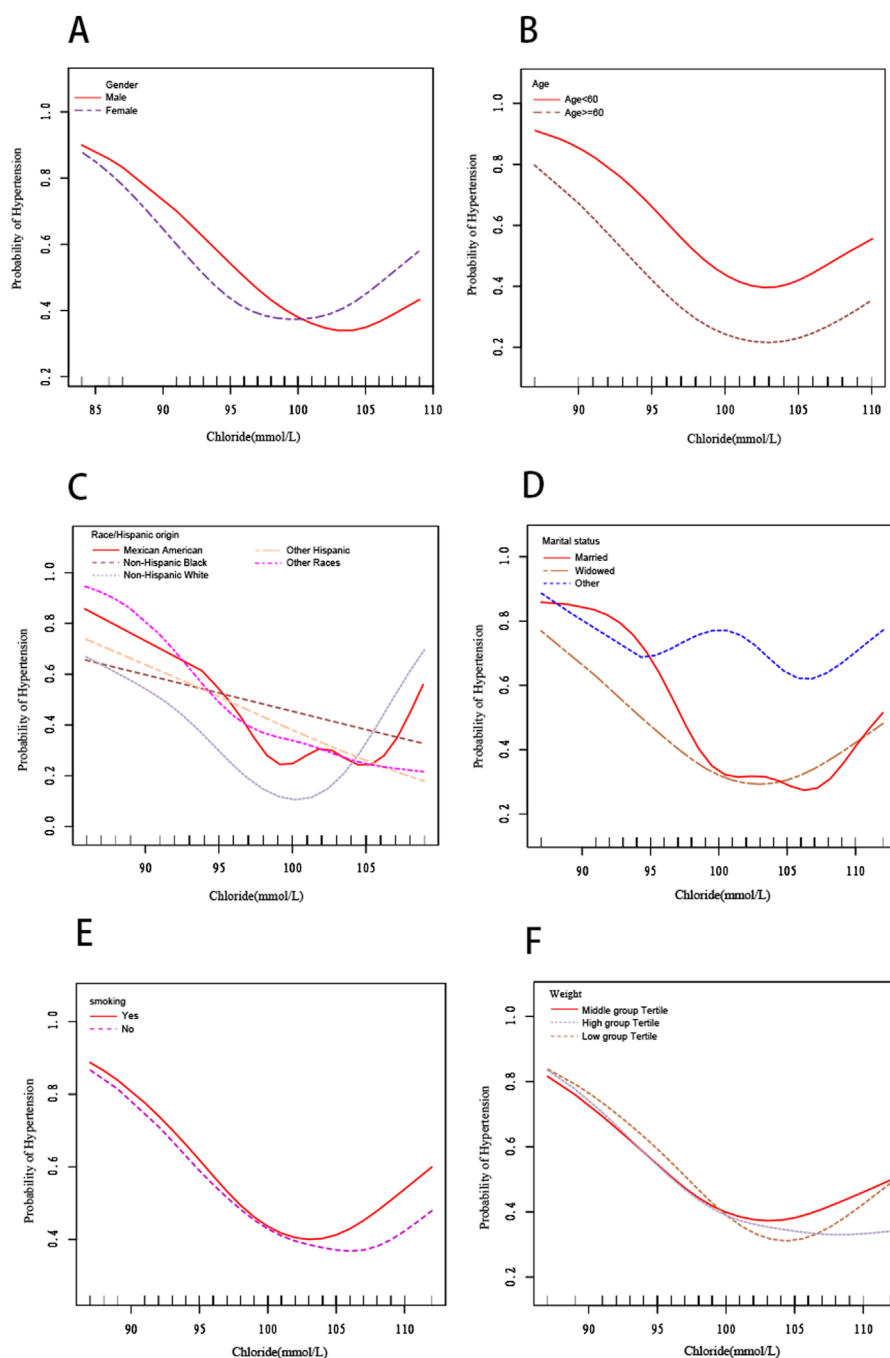 A
Gender
Male
Female
Probability of Hypertension
1.0
0.8
0.6
0.4
0.2
85 90 95 100 105 110
Chloride(mmol/L)
B
Age
Age<60
Age>=60
Probability of Hypertension
1.0
0.8
0.6
0.4
0.2
90 95 100 105 110
Chloride(mmol/L)
C
Race/Hispanic origin
Mexican American Other Hispanic
Non-Hispanic Black Other Races
Non-Hispanic White
Probability of Hypertension
1.0
0.8
0.6
0.4
0.2
0.0
90 95 100 105
Chloride(mmol/L)
D
Marital status
Married
Widowed
Other
Probability of Hypertension
1.0
0.8
0.6
0.4
0.2
90 95 100 105 110
Chloride(mmol/L)
E
smoking
Yes
No
Probability of Hypertension
1.0
0.8
0.6
0.4
90 95 100 105 110
Chloride(mmol/L)
F
Weight
Middle group Tertile
High group Tertile
Low group Tertile
Probability of Hypertension
1.0
0.8
0.6
0.4
0.2
90 95 100 105 110
Chloride(mmol/L)